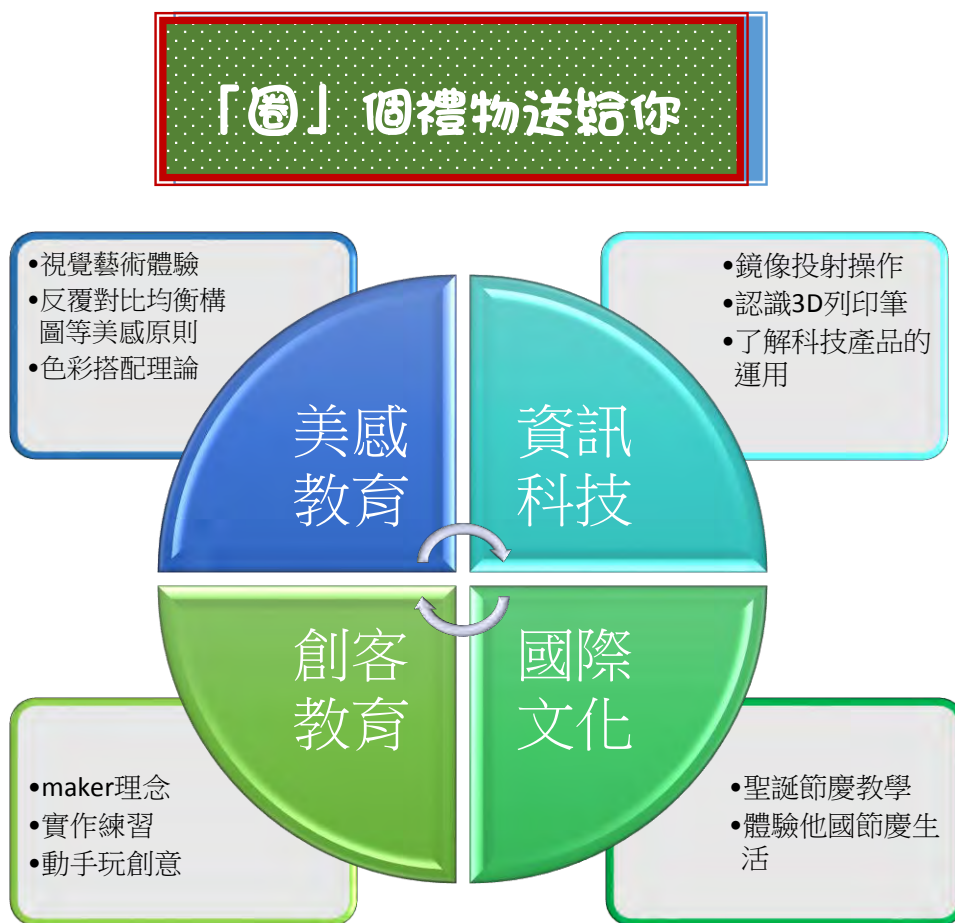 「圈」個禮物送給你
•視覺藝術體驗
•反覆對比均衡構
圖等美感原則
•色彩搭配理論
•鏡像投射操作
•認識3D列印筆
•了解科技產品的
運用
美感
教育
資訊
科技
創客
教育
國際
文化
•maker理念
•實作練習
•動手玩創意
•聖誕節慶教學
•體驗他國節慶生
活